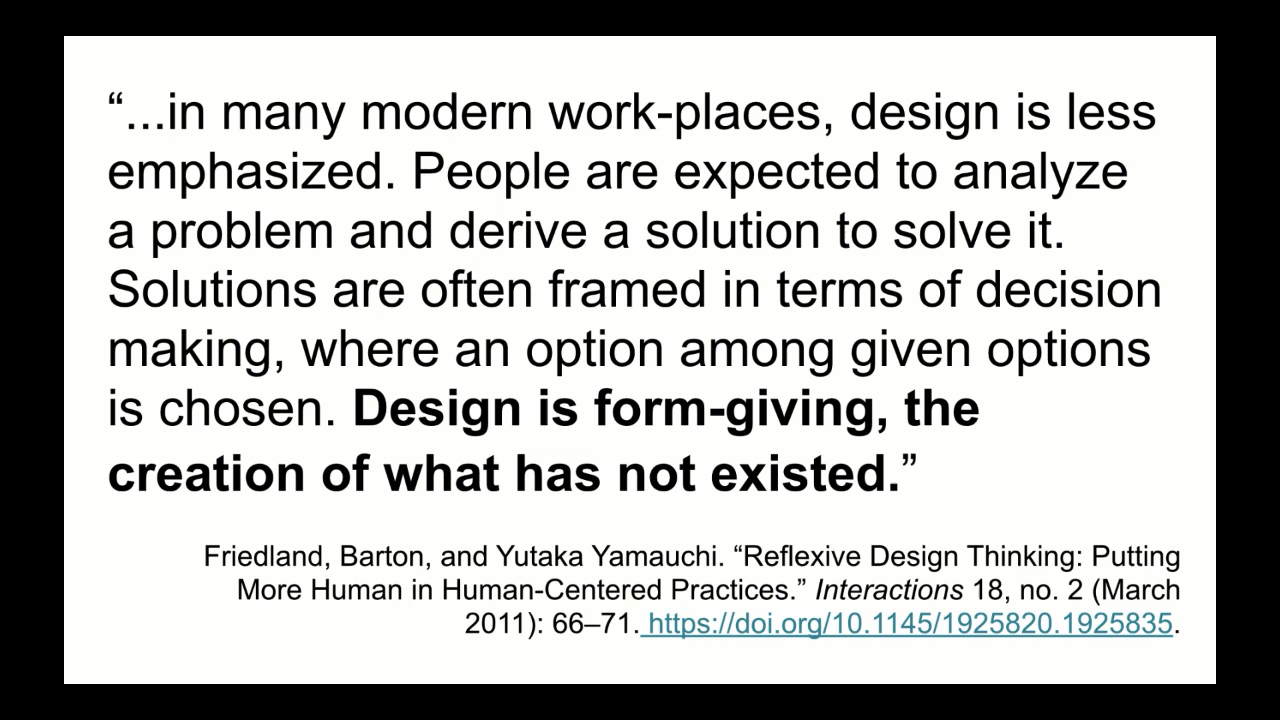 “...in many modern work-places, design is less
emphasized. People are expected to analyze
a problem and derive a solution to solve it.
Solutions are often framed in terms of decision
making, where an option among given options
is chosen. Design is form-giving, the
creation of what has not existed.”
Friedland, Barton, and Yutaka Yamauchi. “Reflexive Design Thinking: Putting
More Human in Human-Centered Practices.” Interactions 18, no. 2 (March
2011): 66–71. https://doi.org/10.1145/1925820.1925835.